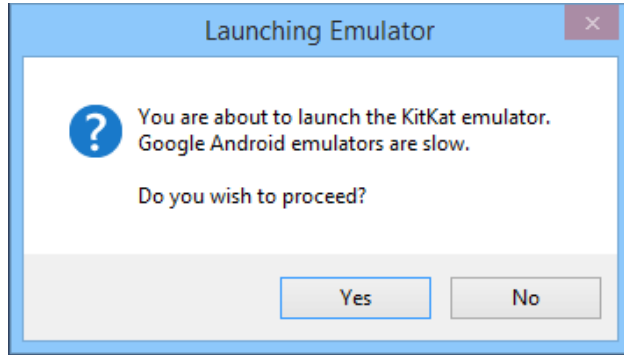 Launching Emulator
You are about to launch the KitKat emulator.
Google Android emulators are slow.
Do you wish to proceed?
Yes
No